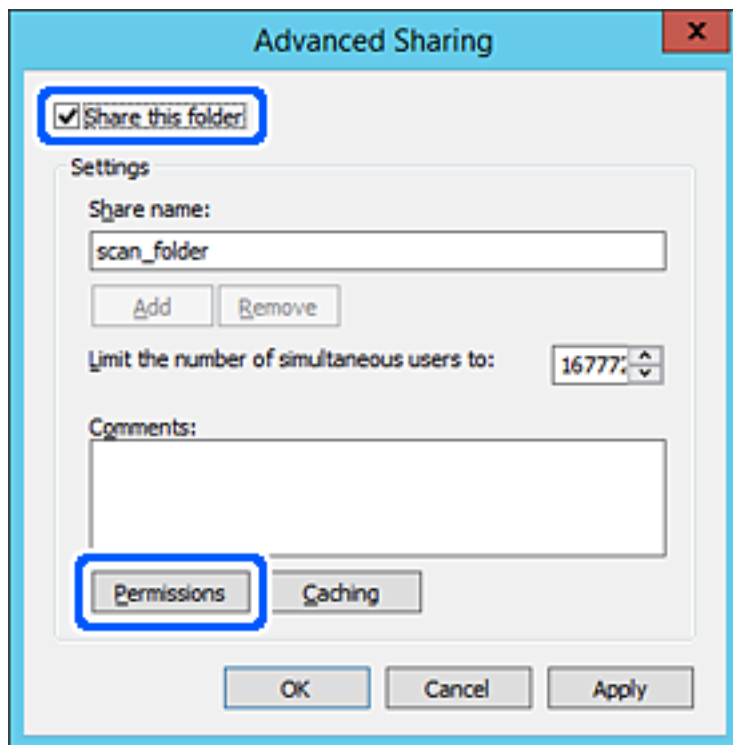 Advanced Sharing
x
Share this folder
Settings
Share name:
scan_folder
Add Remove
Limit the number of simultaneous users to:
Comments:
Permissions Caching
OK Cancel Apply